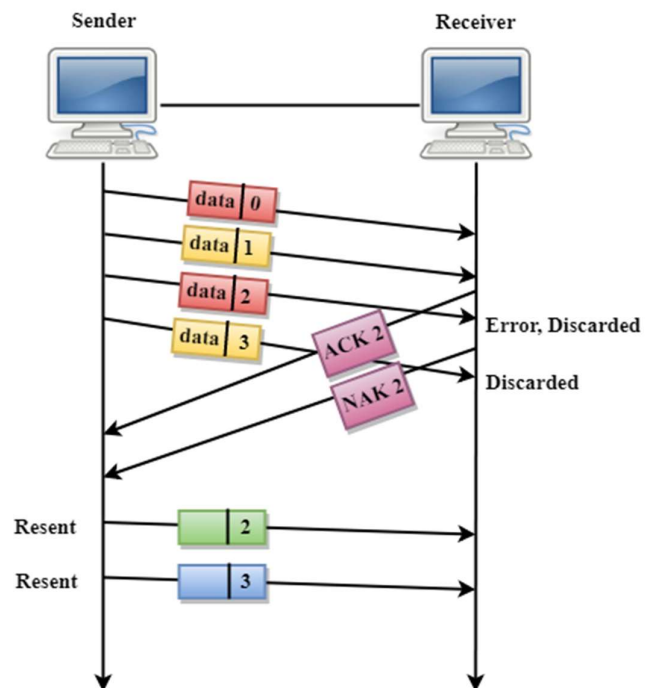 Sender
Receiver
data 0
data 1
data 2
data 3
Error, Discarded
ACK 2
Discarded
NAK 2
Resent
2
Resent
3